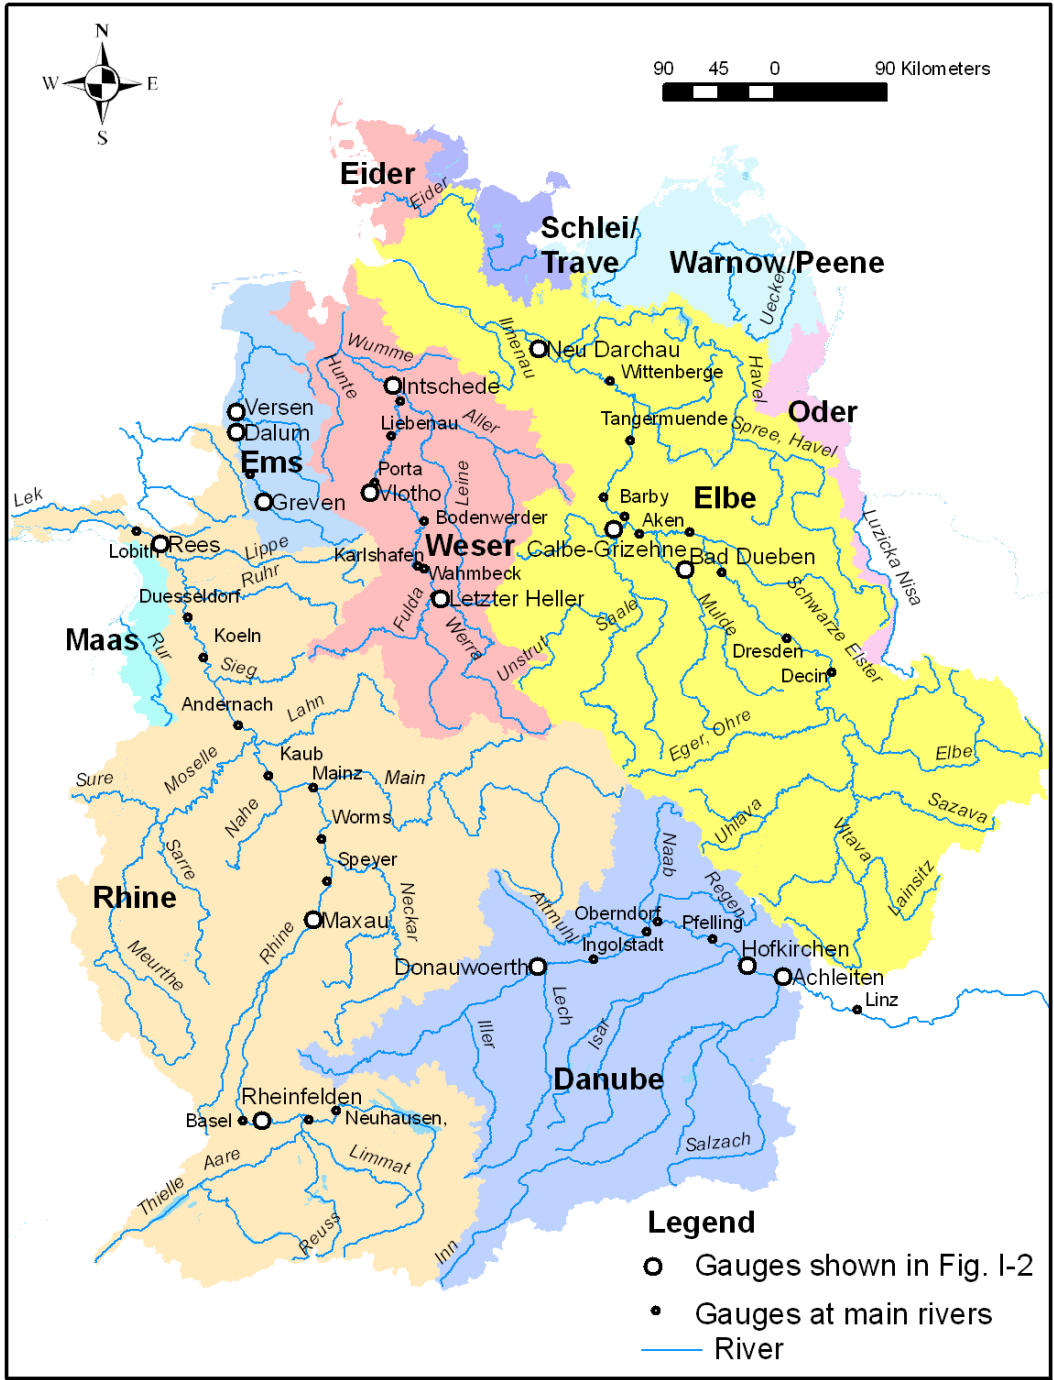 N
W E
S
90 45 0 90 Kilometers
Eider
Eider
Schlei/
Trave
Warnow/Peene
Uecker
Ilmenau
Neu Darchau
Wittenberge
Havel
Wumme
Hunte
Intschede
Liebenau
Aller
Tangermuende
Oder
Spree, Havel
Versen
Dalum
Ems
Greven
Porta
Vlotho
Leine
Bodenwerder
Weser
Karlshafen
Wahmbeck
Letzter Heller
Fulda
Werra
Barby
Elbe
Aken
Calbe-Grizehne
Bad Dueben
Luzicka Nisa
Schwarze Elster
Mulde
Saale
Unstrut
Dresden
Decin
Lek
Lobith
Rees
Lippe
Ruhr
Duesseldorf
Maas
Rur
Koeln
Sieg
Andernach
Lahn
Eger, Ohre
Elbe
Sure
Moselle
Kaub
Mainz
Main
Nahe
Worms
Sarre
Speyer
Uhlava
Vltava
Sazava
Lainsitz
Naab
Regen
Rhine
Neckar
Maxau
Rhine
Meurthe
Altmuhl
Oberndorf
Pfelling
Ingolstadt
Hofkirchen
Donauwoerth
Achleiten
Linz
Iller
Lech
Isar
Danube
Rheinfelden
Basel
Neuhausen,
Aare
Limmat
Thielle
Reuss
Inn
Salzach
Legend
Gauges shown in Fig. I-2
Gauges at main rivers
River